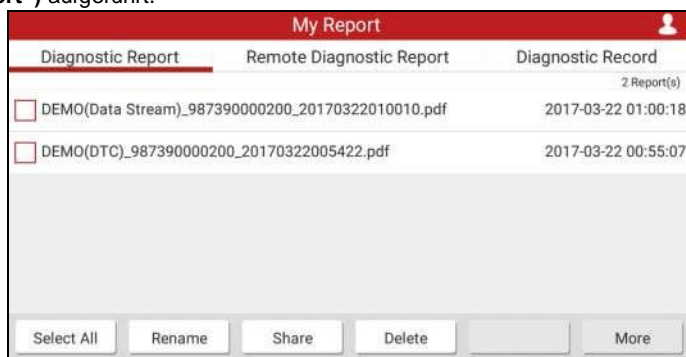 rt") aufgeführt.
My Report
Diagnostic Report Remote Diagnostic Report Diagnostic Record
2 Report(s)
DEMO(Data Stream)_987390000200_20170322010010.pdf 2017-03-22 01:00:18
DEMO(DTC)_987390000200_20170322005422.pdf 2017-03-22 00:55:07
Select All Rename Share Delete More